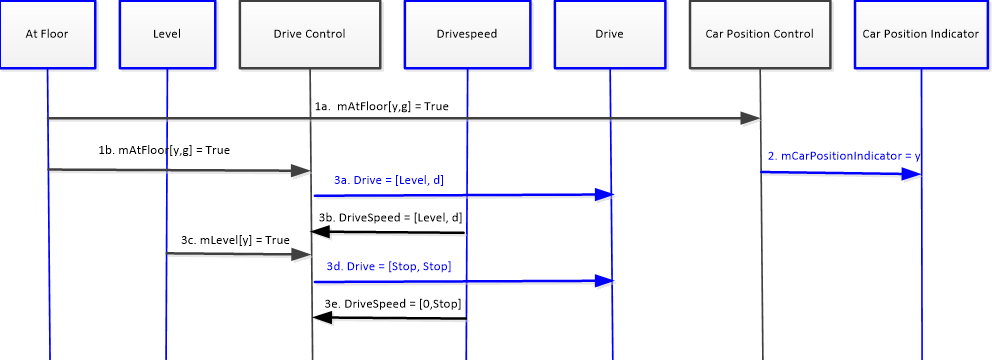 At Floor
Level
Drive Control
Drivespeed
Drive
Car Position Control
Car Position Indicator
1a. mAtFloor[y,g] = True
1b. mAtFloor[y,g] = True
2. mCarPositionIndicator = y
3a. Drive = [Level, d]
3b. DriveSpeed = [Level, d]
3c. mLevel[y] = True
3d. Drive = [Stop, Stop]
3e. DriveSpeed = [0,Stop]